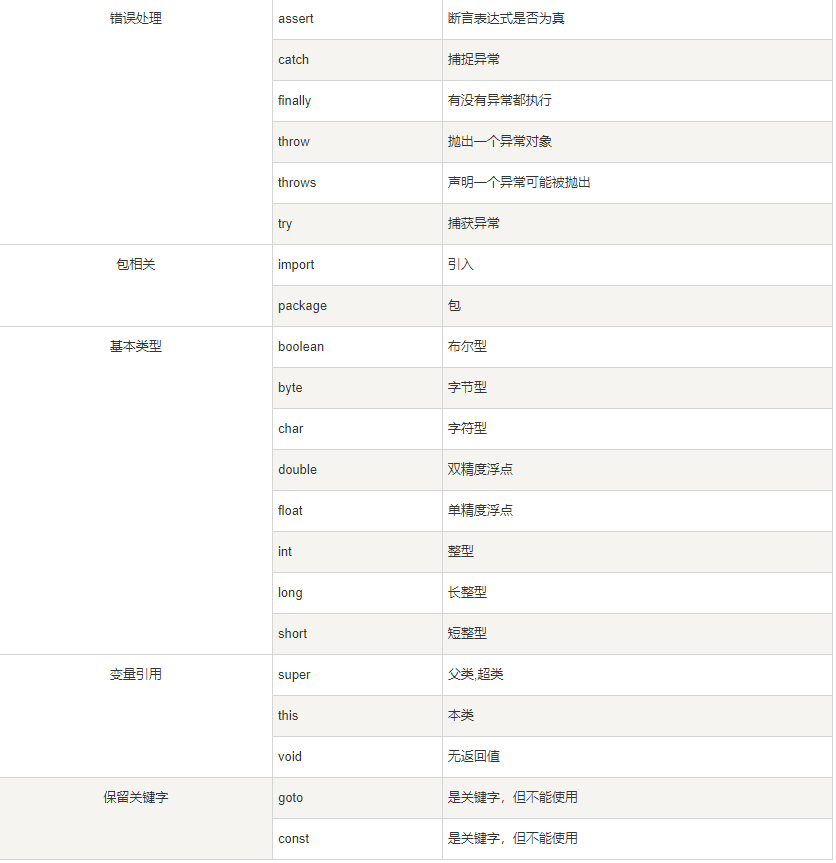 错误处理 assert 断言表达式是否为真
catch 捕捉异常
finally 有没有异常都执行
throw 抛出一个异常对象
throws 声明一个异常可能被抛出
try 捕获异常
包相关 import 引入
package 包
基本类型 boolean 布尔型
byte 字节型
char 字符型
double 双精度浮点
float 单精度浮点
int 整型
long 长整型
short 短整型
变量引用 super 父类,超类
this 本类
void 无返回值
保留关键字 goto 是关键字，但不能使用
const 是关键字，但不能使用